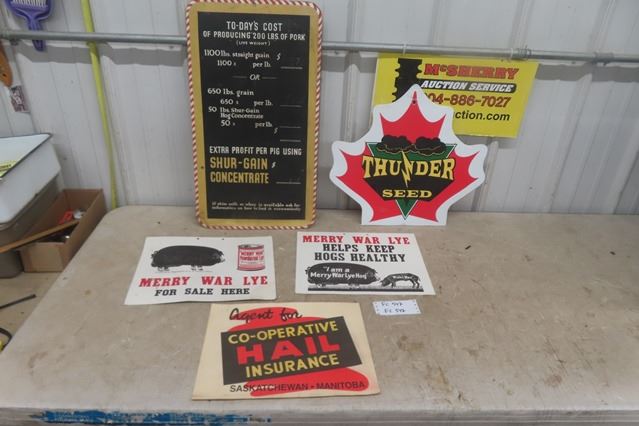 TO-DAY'S COST
OF PRODUCING 200 LBS OF PORK
(LIVE WEIGHT)
1100 lbs. straight grain $
1100 x per lb.
OR
650 lbs. grain
650 x per lb.
50 lbs Shur-Gain
Hog Concentrate
50 x per lb.
$
EXTRA PROFIT PER PIG USING
SHUR-GAIN $
CONCENTRATE
McSHERRY
AUCTION SERVICE
204-886-7027
ction.com
THUNDER
SEED
MERRY WAR LYE
FOR SALE HERE
MERRY WAR LYE
HELPS KEEP
HOGS HEALTHY
"I am a
Merry War Lye Hog"
Agent for
CO-OPERATIVE
HAIL
INSURANCE
SASKATCHEWAN - MANITOBA